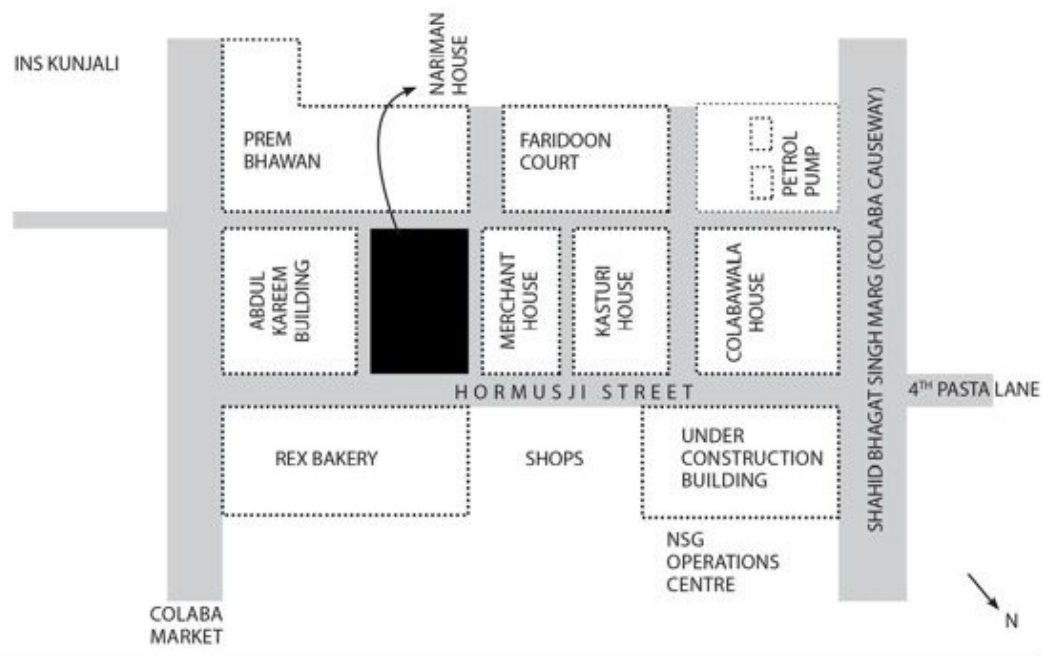 INS KUNJALI
NARIMAN
HOUSE
PREM
BHAWAN
FARIDOON
COURT
PETROL
PUMP
ABDUL
KAREEM
BUILDING
MERCHANT
HOUSE
KASTURI
HOUSE
COLABAWALA
HOUSE
SHAHID BHAGAT SINGH MARG (COLABA CAUSEWAY)
HORMUSJI STREET
4TH PASTA LANE
REX BAKERY
SHOPS
UNDER
CONSTRUCTION
BUILDING
NSG
OPERATIONS
CENTRE
COLABA
MARKET
N